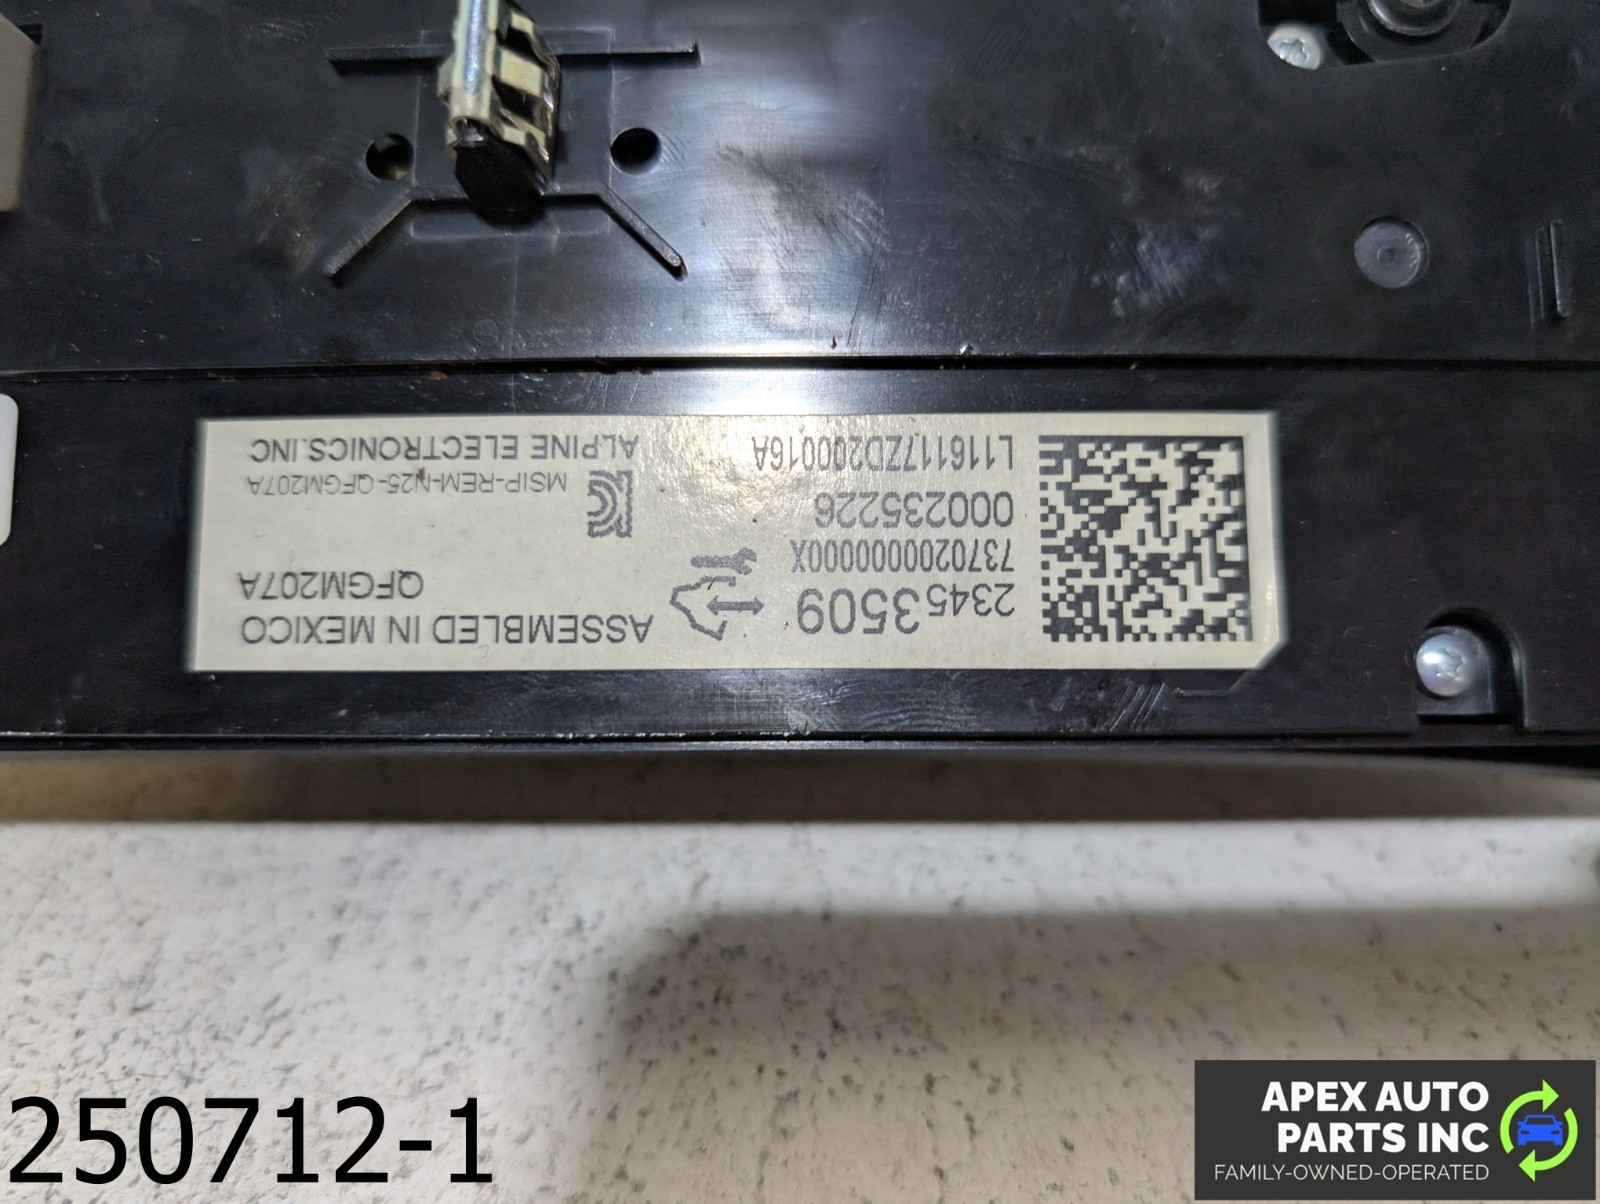 23453509
73702000000X
000235226
L116117ZD200016A
ASSEMBLED IN MEXICO
QFGM207A
MSIP-REM-N25-QFGM207A
ALPINE ELECTRONICS.INC
250712-1
APEX AUTO
PARTS INC
FAMILY-OWNED-OPERATED